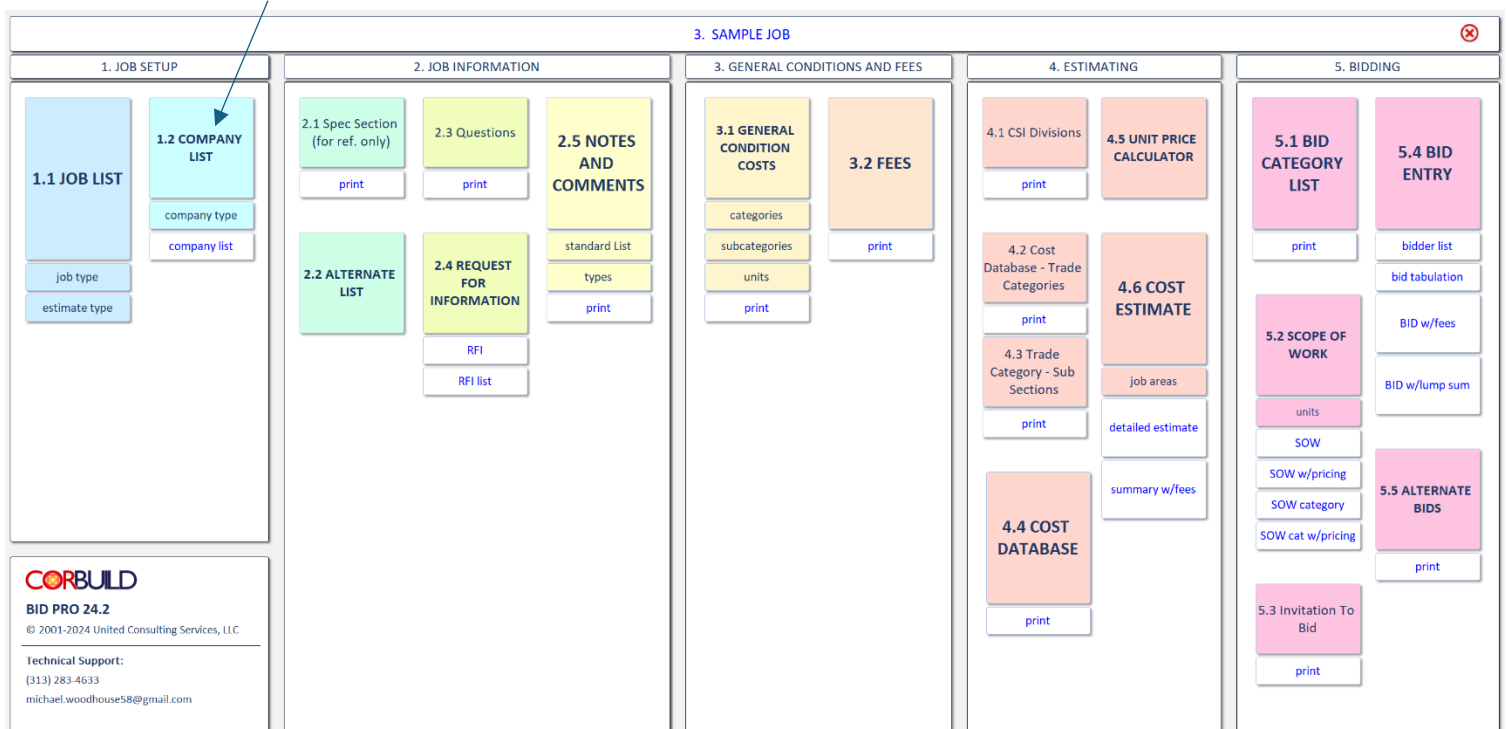 3. SAMPLE JOB
1. JOB SETUP
2. JOB INFORMATION
3. GENERAL CONDITIONS AND FEES
4. ESTIMATING
5. BIDDING
1.1 JOB LIST
job type
estimate type
1.2 COMPANY
LIST
company type
company list
2.1 Spec Section
(for ref. only)
print
2.2 ALTERNATE
LIST
2.3 Questions
print
2.4 REQUEST
FOR
INFORMATION
RFI
RFI list
2.5 NOTES
AND
COMMENTS
standard List
types
print
3.1 GENERAL
CONDITION
COSTS
categories
subcategories
units
print
3.2 FEES
print
4.1 CSI Divisions
print
4.2 Cost
Database - Trade
Categories
print
4.3 Trade
Category - Sub
Sections
print
4.4 COST
DATABASE
print
4.5 UNIT PRICE
CALCULATOR
4.6 COST
ESTIMATE
job areas
detailed estimate
summary w/fees
5.1 BID
CATEGORY
LIST
print
5.2 SCOPE OF
WORK
units
SOW
SOW w/pricing
SOW category
SOW cat w/pricing
5.3 Invitation To
Bid
print
5.4 BID
ENTRY
bidder list
bid tabulation
BID w/fees
BID w/lump sum
5.5 ALTERNATE
BIDS
print
CORBUILD
BID PRO 24.2
© 2001-2024 United Consulting Services, LLC
Technical Support:
(313) 283-4633
michael.woodhouse58@gmail.com